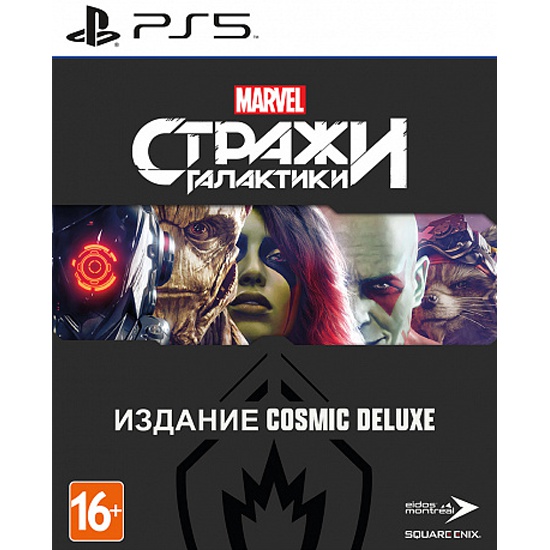 PS5
MARVEL
СТРАЖИ
ГАЛАКТИКИ
ИЗДАНИЕ COSMIC DELUXE
16+
eidos
montréal
SQUARE ENIX